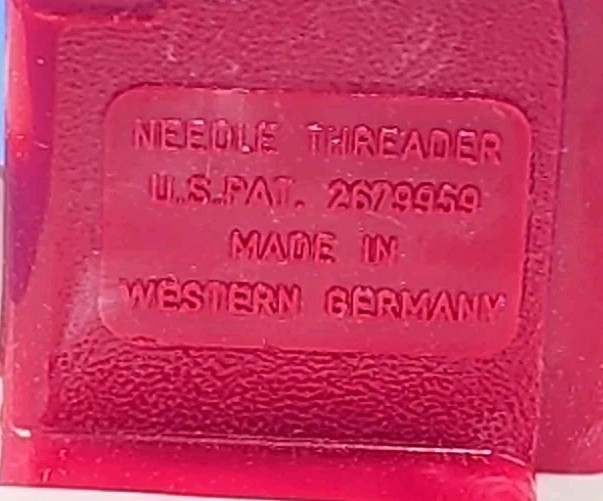 NEEDLE THREADER
U.S.PAT. 2679959
MADE IN
WESTERN GERMANY